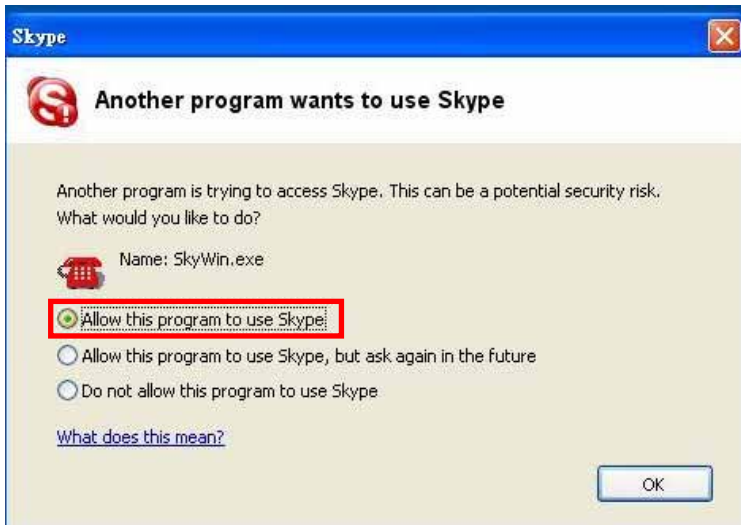 Skype
Another program wants to use Skype
Another program is trying to access Skype. This can be a potential security risk.
What would you like to do?
Name: SkyWin.exe
Allow this program to use Skype
Allow this program to use Skype, but ask again in the future
Do not allow this program to use Skype
What does this mean?
OK